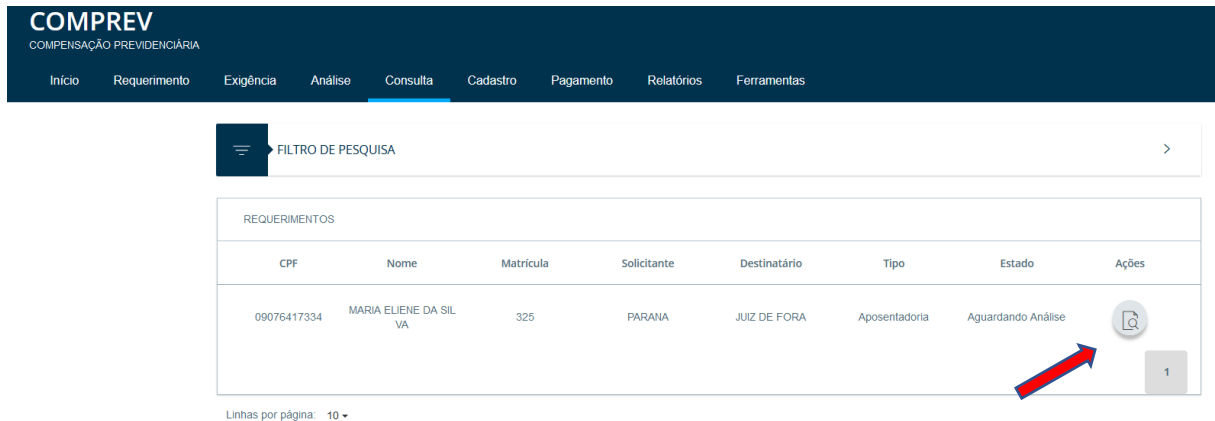 COMPREV
COMPENSAÇÃO PREVIDENCIÁRIA
Início Requerimento Exigência Análise Consulta Cadastro Pagamento Relatórios Ferramentas
FILTRO DE PESQUISA
REQUERIMENTOS
CPF Nome Matrícula Solicitante Destinatário Tipo Estado Ações
09076417334 MARIA ELIENE DA SIL 325 PARANA JUIZ DE FORA Aposentadoria Aguardando Análise
VA
1
Linhas por página: 10